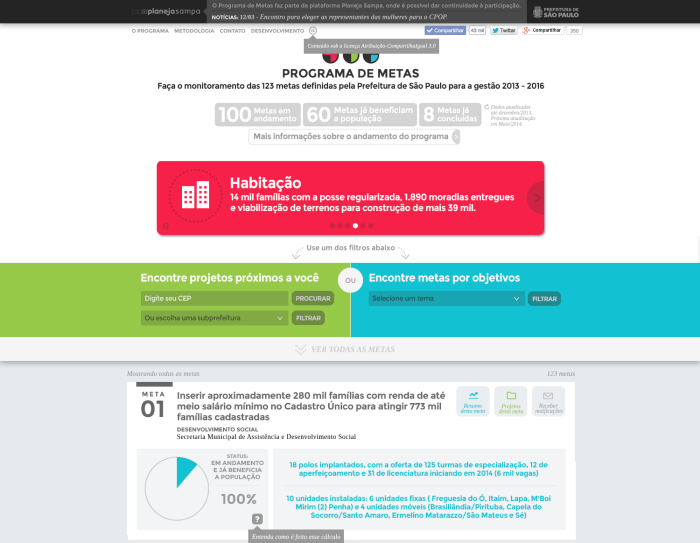 planejasampa
O Programa de Metas faz parte da plataforma Planeja Sampa, onde é possível dar continuidade à participação.
NOTÍCIAS: 12/03 - Encontro para eleger as representantes das mulheres para o CPOP.
PREFEITURA DE
SÃO PAULO
O PROGRAMA METODOLOGIA CONTATO DESENVOLVIMENTO
Compartilhar 43 mil Twittar Compartilhar 350
Conteúdo sob a licença Atribuição-CompartilhaIgual 3.0
PROGRAMA DE METAS
Faça o monitoramento das 123 metas definidas pela Prefeitura de São Paulo para a gestão 2013 - 2016
100 Metas em andamento
60 Metas já beneficiam a população
8 Metas já concluídas
Dados atualizados
até dezembro/2013.
Próxima atualização
em Maio/2014.
Mais informações sobre o andamento do programa >
Habitação
14 mil famílias com a posse regularizada, 1.890 moradias entregues
e viabilização de terrenos para construção de mais 39 mil.
Use um dos filtros abaixo
Encontre projetos próximos a você
Digite seu CEP PROCURAR
Ou escolha uma subprefeitura FILTRAR
OU
Encontre metas por objetivos
Selecione um tema FILTRAR
VER TODAS AS METAS
Mostrando todas as metas 123 metas
META
01
Inserir aproximadamente 280 mil famílias com renda de até
meio salário mínimo no Cadastro Único para atingir 773 mil
famílias cadastradas
DESENVOLVIMENTO SOCIAL
Secretaria Municipal de Assistência e Desenvolvimento Social
Resumo
desta meta
Projetos
desta meta
Receber
notificações
STATUS:
EM ANDAMENTO
E JÁ BENEFICIA
A POPULAÇÃO
100%
?
Entenda como é feito esse cálculo
18 polos implantados, com a oferta de 125 turmas de especialização, 12 de
aperfeiçoamento e 31 de licenciatura iniciando em 2014 (6 mil vagas)
10 unidades instaladas: 6 unidades fixas ( Freguesia do Ó, Itaim, Lapa, M'Boi
Mirim (2) Penha) e 4 unidades móveis (Brasilândia/Pirituba, Capela do
Socorro/Santo Amaro, Ermelino Matarazzo/São Mateus e Sé)